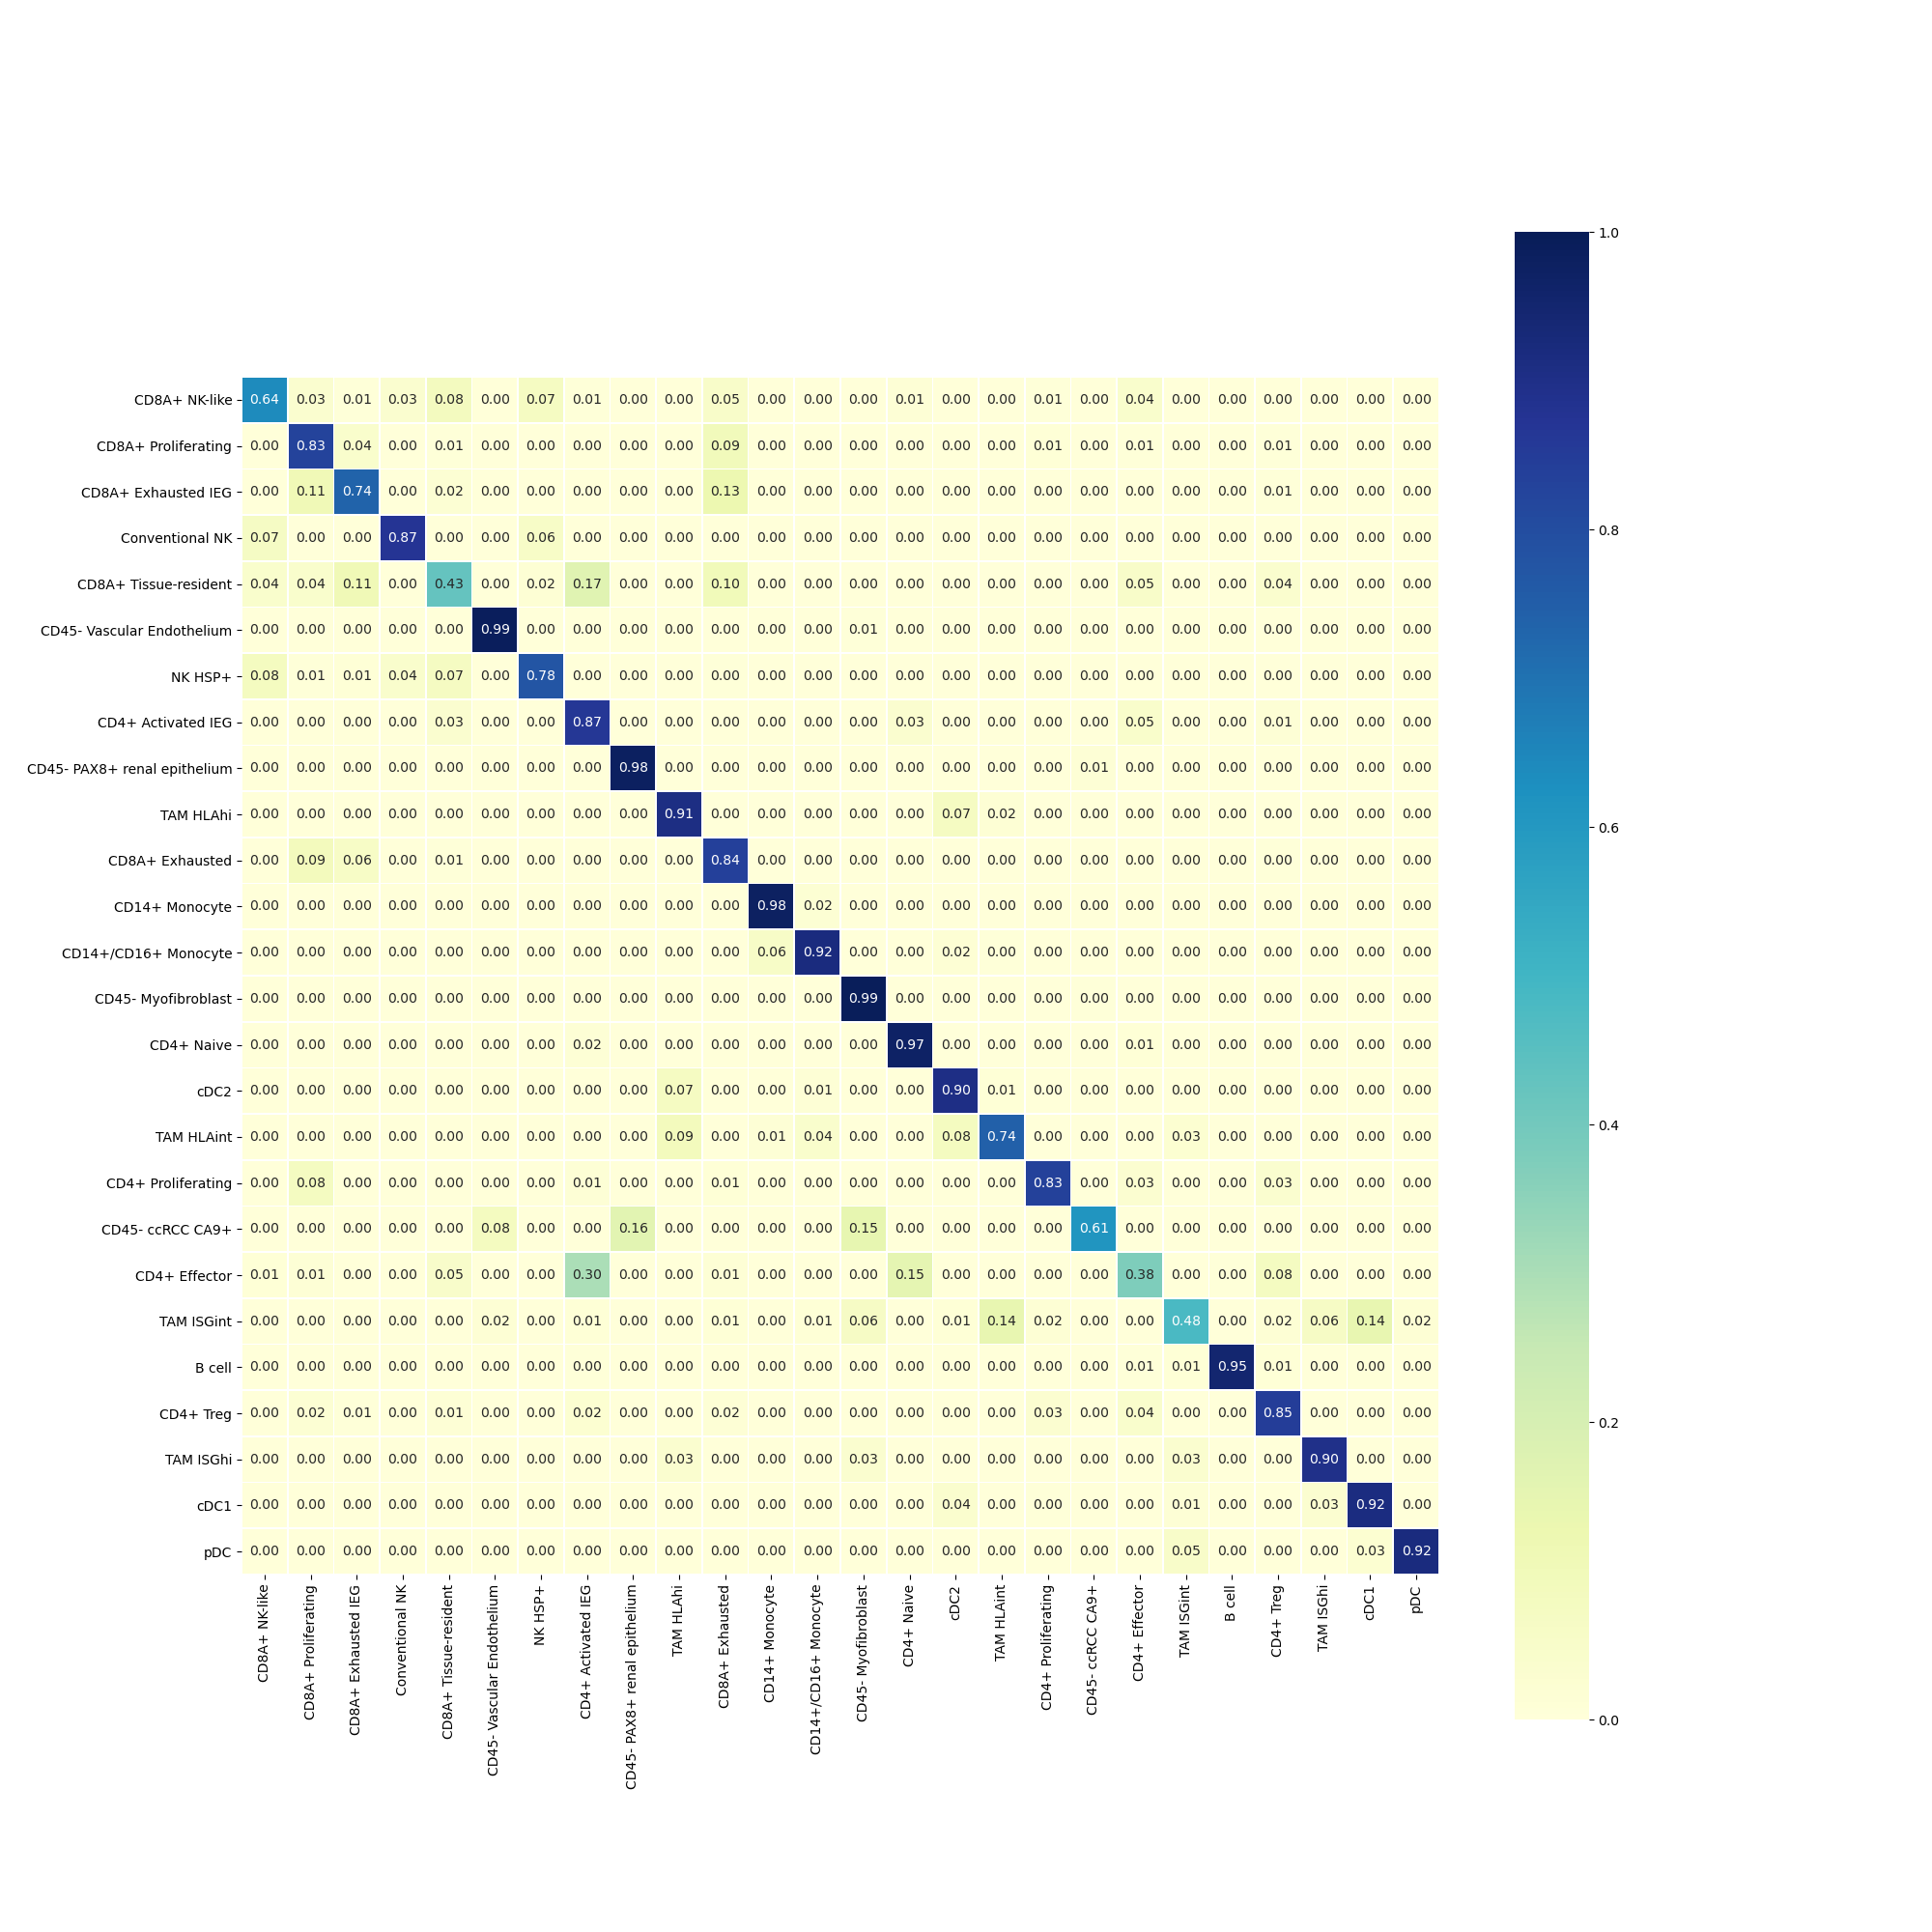 CD8A+ NK-like 0.64 0.03 0.01 0.03 0.08 0.00 0.07 0.01 0.00 0.00 0.05 0.00 0.00 0.00 0.01 0.00 0.00 0.01 0.00 0.04 0.00 0.00 0.00 0.00 0.00 0.00
CD8A+ Proliferating 0.00 0.83 0.04 0.00 0.01 0.00 0.00 0.00 0.00 0.00 0.09 0.00 0.00 0.00 0.00 0.00 0.00 0.01 0.00 0.01 0.00 0.00 0.01 0.00 0.00 0.00
CD8A+ Exhausted IEG 0.00 0.11 0.74 0.00 0.02 0.00 0.00 0.00 0.00 0.00 0.13 0.00 0.00 0.00 0.00 0.00 0.00 0.00 0.00 0.00 0.00 0.00 0.01 0.00 0.00 0.00
Conventional NK 0.07 0.00 0.00 0.87 0.00 0.00 0.06 0.00 0.00 0.00 0.00 0.00 0.00 0.00 0.00 0.00 0.00 0.00 0.00 0.00 0.00 0.00 0.00 0.00 0.00 0.00
CD8A+ Tissue-resident 0.04 0.04 0.11 0.00 0.43 0.00 0.02 0.17 0.00 0.00 0.10 0.00 0.00 0.00 0.00 0.00 0.00 0.00 0.00 0.05 0.00 0.00 0.04 0.00 0.00 0.00
CD45- Vascular Endothelium 0.00 0.00 0.00 0.00 0.00 0.99 0.00 0.00 0.00 0.00 0.00 0.00 0.00 0.01 0.00 0.00 0.00 0.00 0.00 0.00 0.00 0.00 0.00 0.00 0.00 0.00
NK HSP+ 0.08 0.01 0.01 0.04 0.07 0.00 0.78 0.00 0.00 0.00 0.00 0.00 0.00 0.00 0.00 0.00 0.00 0.00 0.00 0.00 0.00 0.00 0.00 0.00 0.00 0.00
CD4+ Activated IEG 0.00 0.00 0.00 0.00 0.03 0.00 0.00 0.87 0.00 0.00 0.00 0.00 0.00 0.00 0.03 0.00 0.00 0.00 0.00 0.05 0.00 0.00 0.01 0.00 0.00 0.00
CD45- PAX8+ renal epithelium 0.00 0.00 0.00 0.00 0.00 0.00 0.00 0.00 0.98 0.00 0.00 0.00 0.00 0.00 0.00 0.00 0.00 0.00 0.01 0.00 0.00 0.00 0.00 0.00 0.00 0.00
TAM HLAhi 0.00 0.00 0.00 0.00 0.00 0.00 0.00 0.00 0.00 0.91 0.00 0.00 0.00 0.00 0.00 0.07 0.02 0.00 0.00 0.00 0.00 0.00 0.00 0.00 0.00 0.00
CD8A+ Exhausted 0.00 0.09 0.06 0.00 0.01 0.00 0.00 0.00 0.00 0.00 0.84 0.00 0.00 0.00 0.00 0.00 0.00 0.00 0.00 0.00 0.00 0.00 0.00 0.00 0.00 0.00
CD14+ Monocyte 0.00 0.00 0.00 0.00 0.00 0.00 0.00 0.00 0.00 0.00 0.00 0.98 0.02 0.00 0.00 0.00 0.00 0.00 0.00 0.00 0.00 0.00 0.00 0.00 0.00 0.00
CD14+/CD16+ Monocyte 0.00 0.00 0.00 0.00 0.00 0.00 0.00 0.00 0.00 0.00 0.00 0.06 0.92 0.00 0.00 0.02 0.00 0.00 0.00 0.00 0.00 0.00 0.00 0.00 0.00 0.00
CD45- Myofibroblast 0.00 0.00 0.00 0.00 0.00 0.00 0.00 0.00 0.00 0.00 0.00 0.00 0.00 0.99 0.00 0.00 0.00 0.00 0.00 0.00 0.00 0.00 0.00 0.00 0.00 0.00
CD4+ Naive 0.00 0.00 0.00 0.00 0.00 0.00 0.00 0.02 0.00 0.00 0.00 0.00 0.00 0.00 0.97 0.00 0.00 0.00 0.00 0.01 0.00 0.00 0.00 0.00 0.00 0.00
cDC2 0.00 0.00 0.00 0.00 0.00 0.00 0.00 0.00 0.00 0.07 0.00 0.00 0.01 0.00 0.00 0.90 0.01 0.00 0.00 0.00 0.00 0.00 0.00 0.00 0.00 0.00
TAM HLAint 0.00 0.00 0.00 0.00 0.00 0.00 0.00 0.00 0.00 0.09 0.00 0.01 0.04 0.00 0.00 0.08 0.74 0.00 0.00 0.00 0.03 0.00 0.00 0.00 0.00 0.00
CD4+ Proliferating 0.00 0.08 0.00 0.00 0.00 0.00 0.00 0.01 0.00 0.00 0.01 0.00 0.00 0.00 0.00 0.00 0.00 0.83 0.00 0.03 0.00 0.00 0.03 0.00 0.00 0.00
CD45- ccRCC CA9+ 0.00 0.00 0.00 0.00 0.00 0.08 0.00 0.00 0.16 0.00 0.00 0.00 0.00 0.15 0.00 0.00 0.00 0.00 0.61 0.00 0.00 0.00 0.00 0.00 0.00 0.00
CD4+ Effector 0.01 0.01 0.00 0.00 0.05 0.00 0.00 0.30 0.00 0.00 0.01 0.00 0.00 0.00 0.15 0.00 0.00 0.00 0.00 0.38 0.00 0.00 0.08 0.00 0.00 0.00
TAM ISGint 0.00 0.00 0.00 0.00 0.00 0.02 0.00 0.01 0.00 0.00 0.01 0.00 0.01 0.06 0.00 0.01 0.14 0.02 0.00 0.00 0.48 0.00 0.02 0.06 0.14 0.02
B cell 0.00 0.00 0.00 0.00 0.00 0.00 0.00 0.00 0.00 0.00 0.00 0.00 0.00 0.00 0.00 0.00 0.00 0.00 0.00 0.01 0.01 0.95 0.01 0.00 0.00 0.00
CD4+ Treg 0.00 0.02 0.01 0.00 0.01 0.00 0.00 0.02 0.00 0.00 0.02 0.00 0.00 0.00 0.00 0.00 0.00 0.03 0.00 0.04 0.00 0.00 0.85 0.00 0.00 0.00
TAM ISGhi 0.00 0.00 0.00 0.00 0.00 0.00 0.00 0.00 0.00 0.03 0.00 0.00 0.00 0.03 0.00 0.00 0.00 0.00 0.00 0.00 0.03 0.00 0.00 0.90 0.00 0.00
cDC1 0.00 0.00 0.00 0.00 0.00 0.00 0.00 0.00 0.00 0.00 0.00 0.00 0.00 0.00 0.00 0.04 0.00 0.00 0.00 0.00 0.01 0.00 0.00 0.03 0.92 0.00
pDC 0.00 0.00 0.00 0.00 0.00 0.00 0.00 0.00 0.00 0.00 0.00 0.00 0.00 0.00 0.00 0.00 0.00 0.00 0.00 0.00 0.05 0.00 0.00 0.00 0.03 0.92
CD8A+ NK-like
CD8A+ Proliferating
CD8A+ Exhausted IEG
Conventional NK
CD8A+ Tissue-resident
CD45- Vascular Endothelium
NK HSP+
CD4+ Activated IEG
CD45- PAX8+ renal epithelium
TAM HLAhi
CD8A+ Exhausted
CD14+ Monocyte
CD14+/CD16+ Monocyte
CD45- Myofibroblast
CD4+ Naive
cDC2
TAM HLAint
CD4+ Proliferating
CD45- ccRCC CA9+
CD4+ Effector
TAM ISGint
B cell
CD4+ Treg
TAM ISGhi
cDC1
pDC
1.0
0.8
0.6
0.4
0.2
0.0